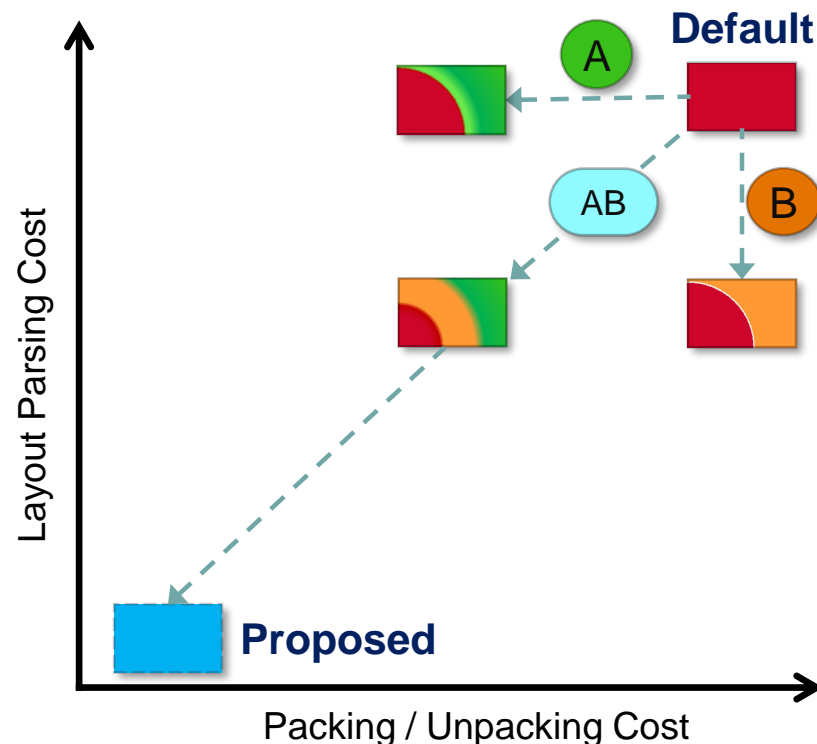 Default
A
AB
B
Layout Parsing Cost
Proposed
Packing / Unpacking Cost